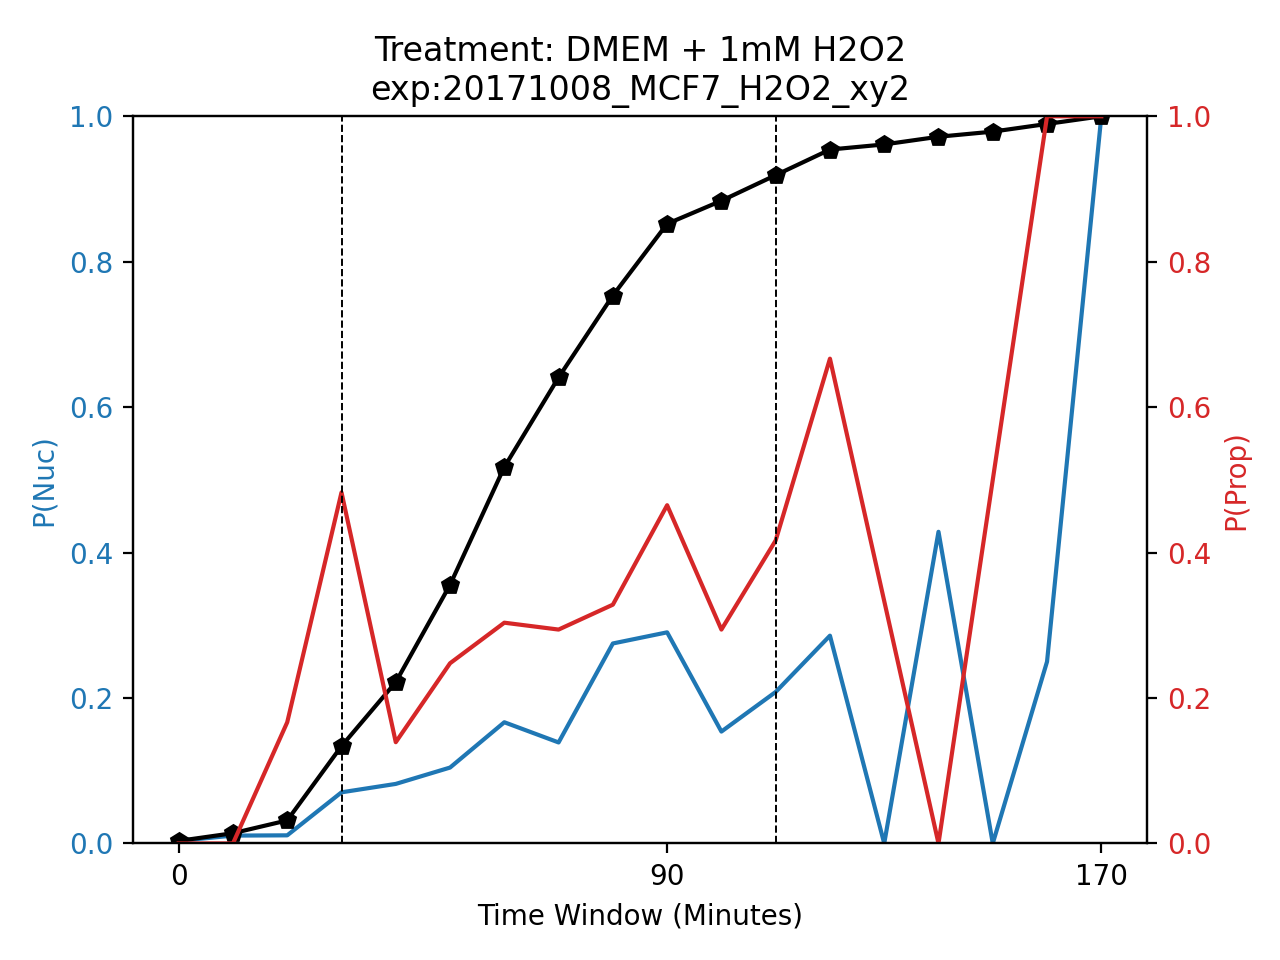 Treatment: DMEM + 1mM H2O2
exp:20171008_MCF7_H2O2_xy2
1.0
0.8
0.6
0.4
0.2
0.0
P(Nuc)
1.0
0.8
0.6
0.4
0.2
0.0
P(Prop)
0 90 170
Time Window (Minutes)